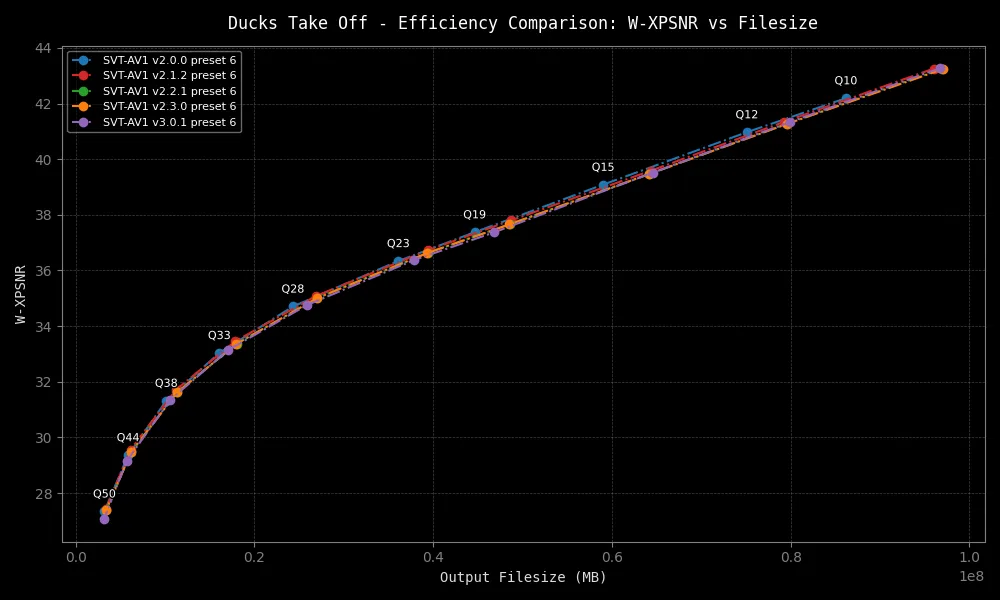 Ducks Take Off - Efficiency Comparison: W-XPSNR vs Filesize
SVT-AV1 v2.0.0 preset 6
SVT-AV1 v2.1.2 preset 6
SVT-AV1 v2.2.1 preset 6
SVT-AV1 v2.3.0 preset 6
SVT-AV1 v3.0.1 preset 6
W-XPSNR
44
42
40
38
36
34
32
30
28
Q10
Q12
Q15
Q19
Q23
Q28
Q33
Q38
Q44
Q50
0.0 0.2 0.4 0.6 0.8 1.0
1e8
Output Filesize (MB)